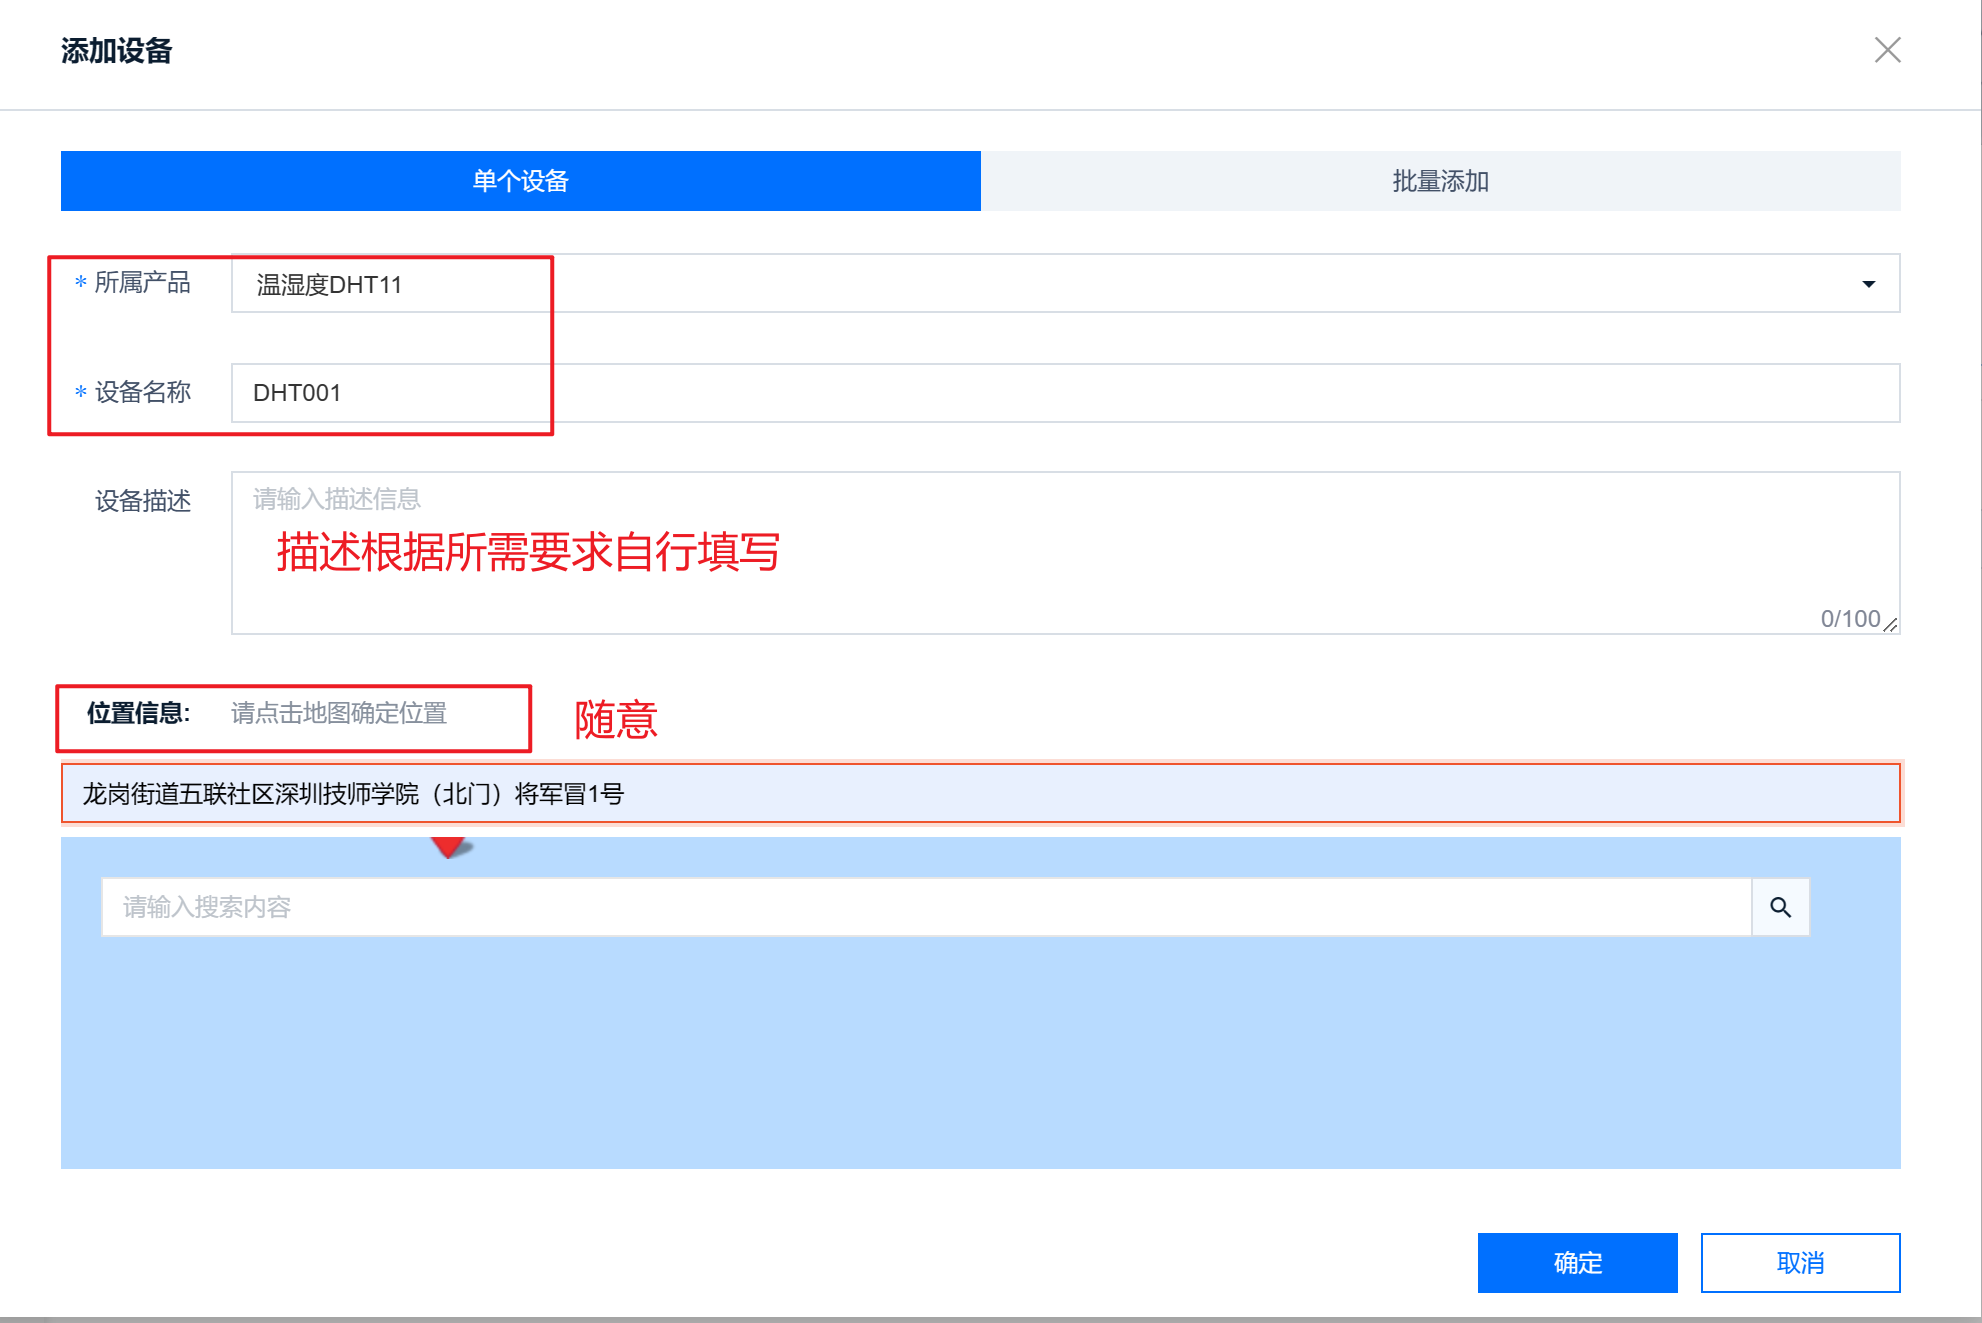 添加设备
单个设备
批量添加
* 所属产品
温湿度DHT11
* 设备名称
DHT001
设备描述
请输入描述信息
描述根据所需要求自行填写
0/100
位置信息:
请点击地图确定位置
随意
龙岗街道五联社区深圳技师学院（北门）将军冒1号
请输入搜索内容
确定
取消